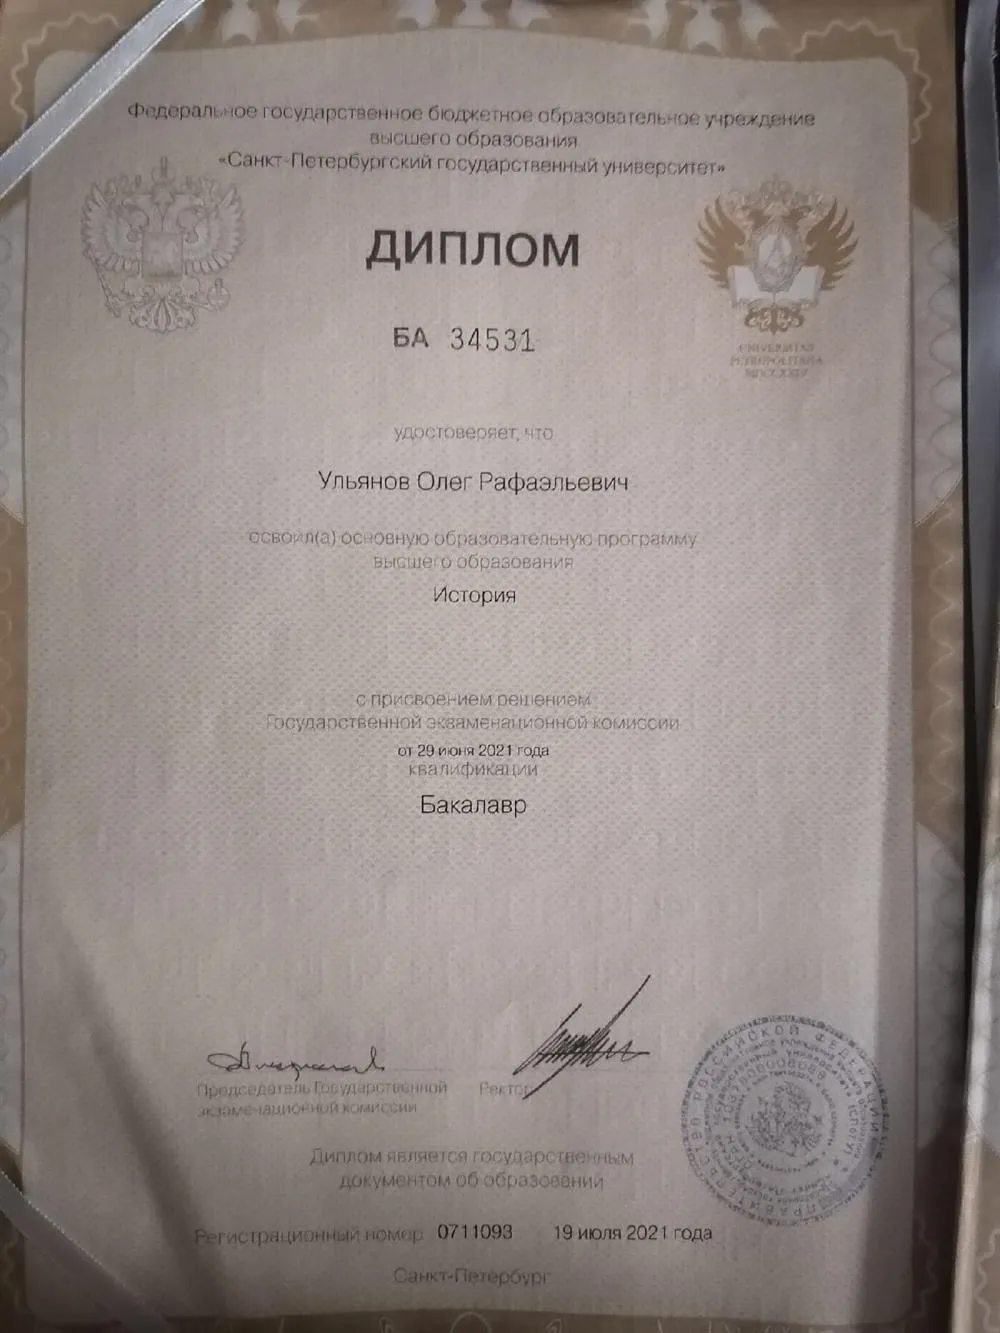 Федеральное государственное бюджетное образовательное учреждение
высшего образования
«Санкт-Петербургский государственный университет»
ДИПЛОМ
БА 34531
UNIVERSITAS
PETROPOLITANA
MDCCXXIV
удостоверяет, что
Ульянов Олег Рафаэльевич
освоил(а) основную образовательную программу
высшего образования
История
с присвоением решением
Государственной экзаменационной комиссии
от 29 июня 2021 года
квалификации
Бакалавр
Председатель Государственной
экзаменационной комиссии
Ректор
Диплом является государственным
документом об образовании
Регистрационный номер 0711093 19 июля 2021 года
Санкт-Петербург